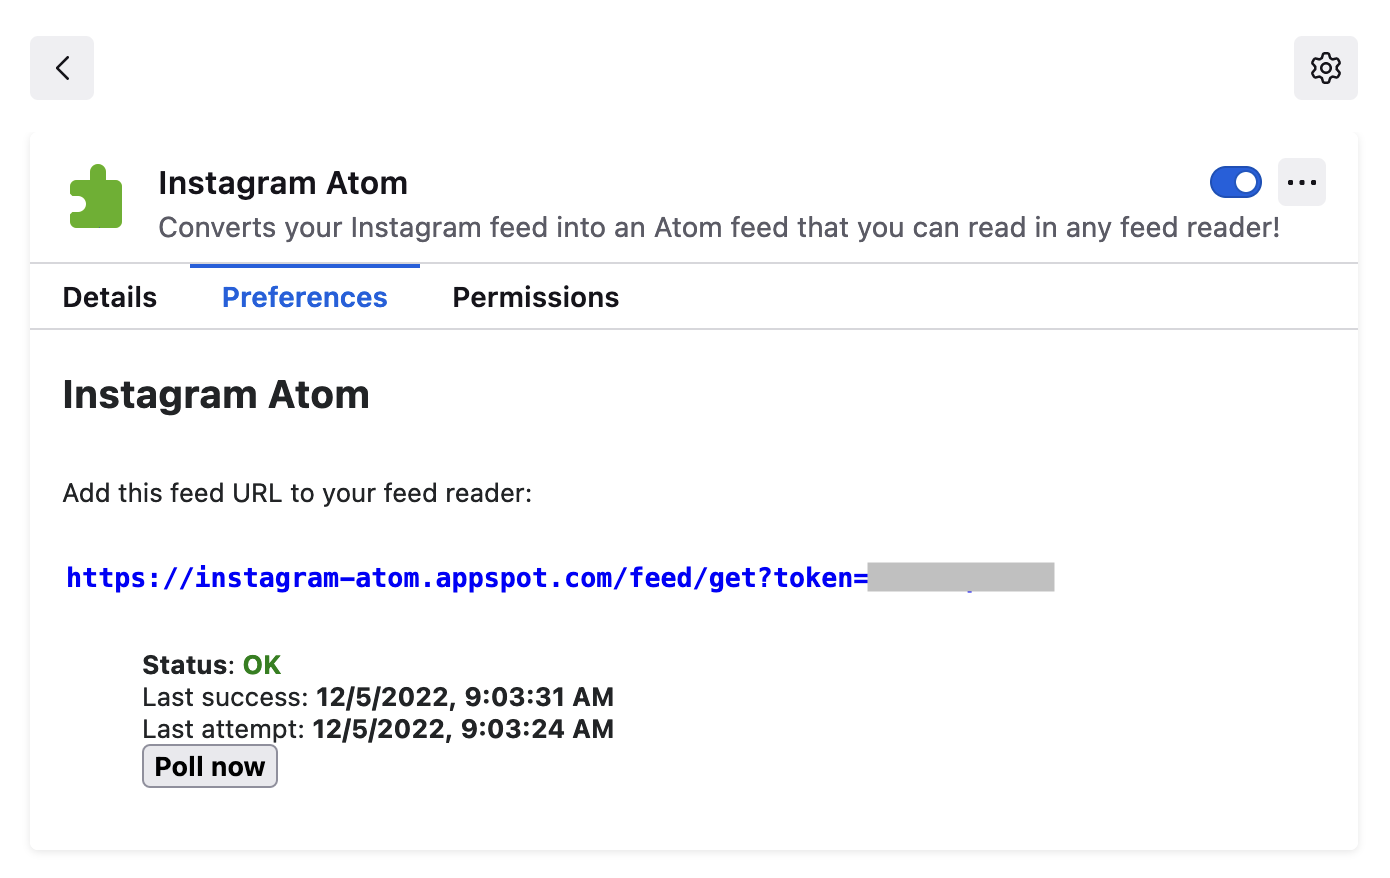 Instagram Atom
Converts your Instagram feed into an Atom feed that you can read in any feed reader!
Details Preferences Permissions
Instagram Atom
Add this feed URL to your feed reader:
https://instagram-atom.appspot.com/feed/get?token=
Status: OK
Last success: 12/5/2022, 9:03:31 AM
Last attempt: 12/5/2022, 9:03:24 AM
Poll now